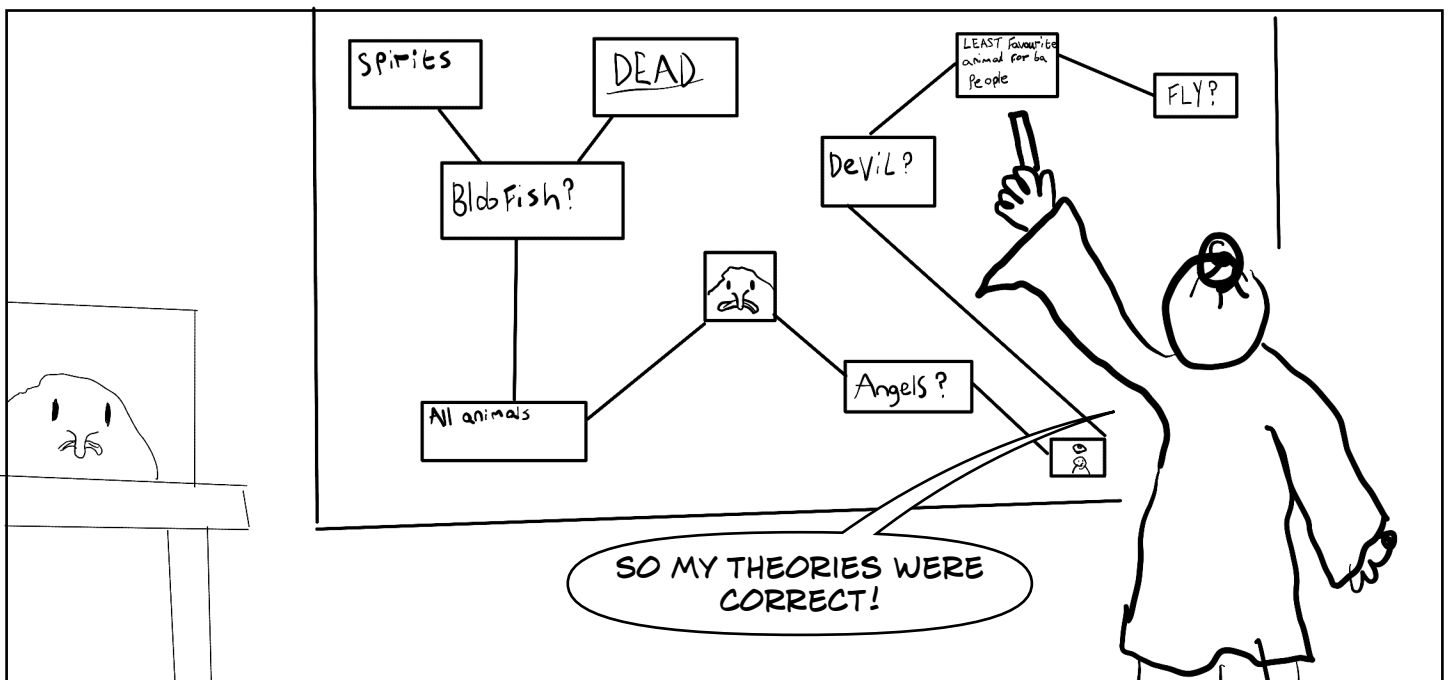 Spirits
DEAD
LEAST Favourite
animal For ba
People
FLY?
Devil?
BlobFish?
Angels?
All animals
SO MY THEORIES WERE
CORRECT!